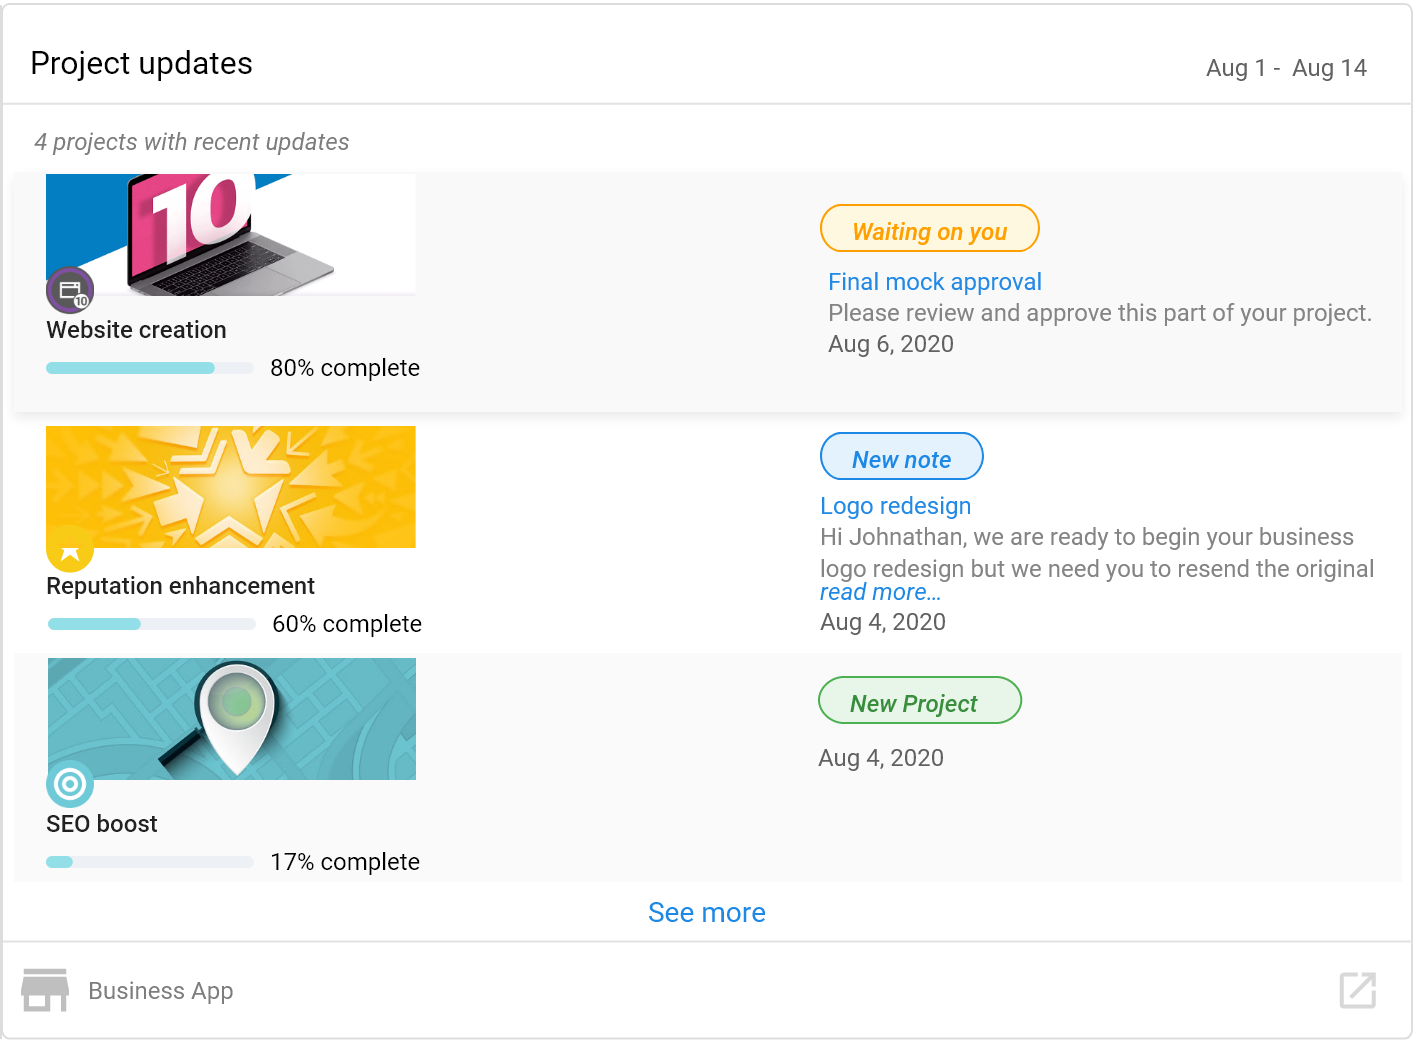 Project updates
Aug 1 - Aug 14
4 projects with recent updates
10
10
Website creation
80% complete
Waiting on you
Final mock approval
Please review and approve this part of your project.
Aug 6, 2020
Reputation enhancement
60% complete
New note
Logo redesign
Hi Johnathan, we are ready to begin your business
logo redesign but we need you to resend the original
read more...
Aug 4, 2020
SEO boost
17% complete
New Project
Aug 4, 2020
See more
Business App